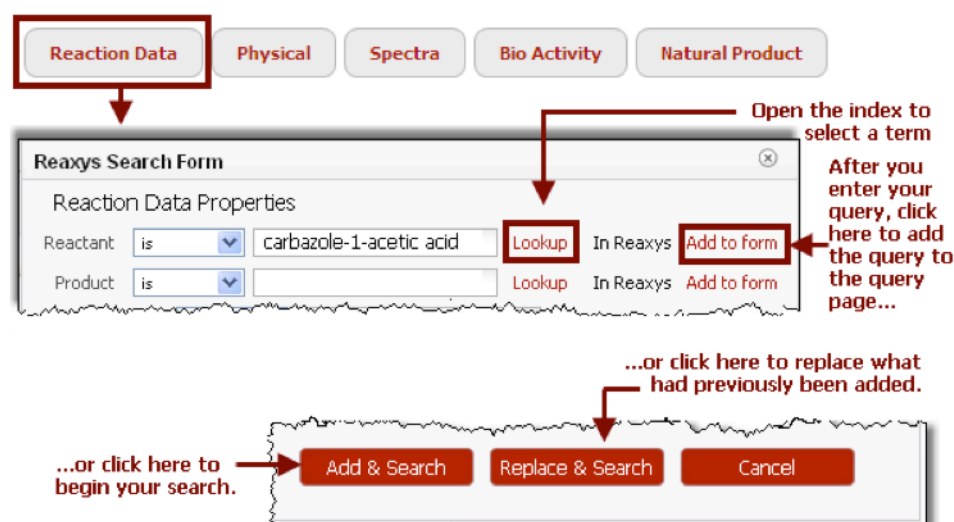 Reaction Data Physical Spectra Bio Activity Natural Product
Open the index to
select a term
Reaxys Search Form
After you
enter your
query, click
here to add
the query to
the query
page...
Reaction Data Properties
Reactant is carbazole-1-acetic acid Lookup In Reaxys Add to form
Product is Lookup In Reaxys Add to form
...or click here to replace what
had previously been added.
...or click here to
begin your search.
Add & Search Replace & Search Cancel